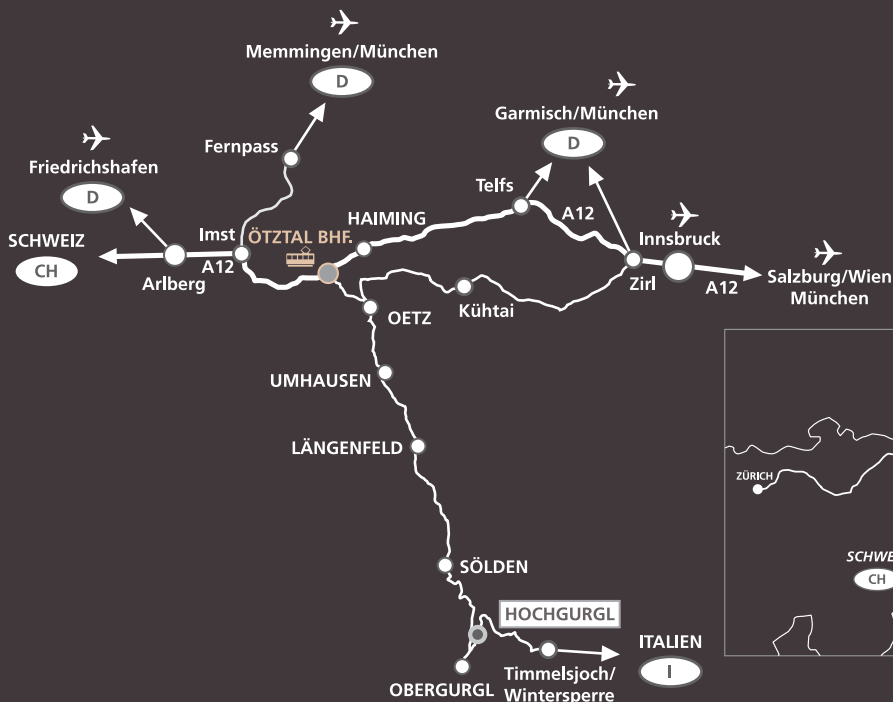 Memmingen/München
D
Garmisch/München
D
Fernpass
Friedrichshafen
D
Telfs
HAIMING
A12
Imst
ÖTZTAL BHF.
SCHWEIZ
CH
A12
Arlberg
Innsbruck
Zirl
A12
Salzburg/Wien
München
Kühtai
OETZ
UMHAUSEN
LÄNGENFELD
ZÜRICH
SÖLDEN
SCHWE
CH
HOCHGURGL
ITALIEN
I
Timmelsjoch/
Wintersperre
OBERGURGL